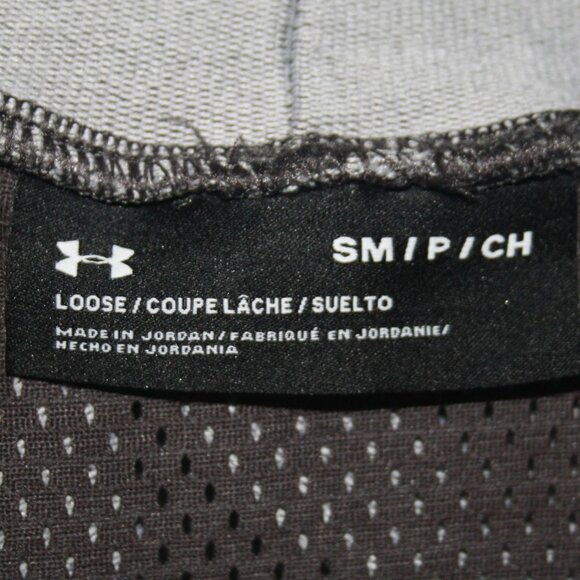 SM/P/CH
LOOSE/COUPE LÂCHE/SUELTO
MADE IN JORDAN/FABRIQUÉ EN JORDANIE/
HECHO EN JORDANIA